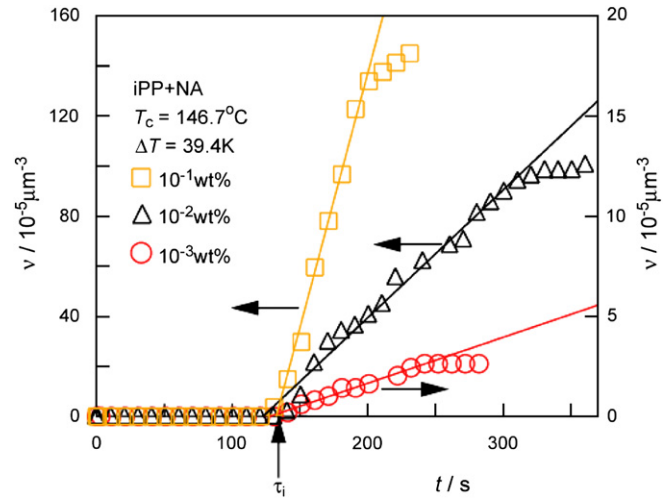 160
120
80
40
0
ν / 10⁻⁵μm⁻³
iPP+NA
T_c = 146.7°C
ΔT = 39.4K
10⁻¹wt%
10⁻²wt%
10⁻³wt%
20
15
10
5
0
ν / 10⁻⁵μm⁻³
0 100 200 300
τ_i
t / s